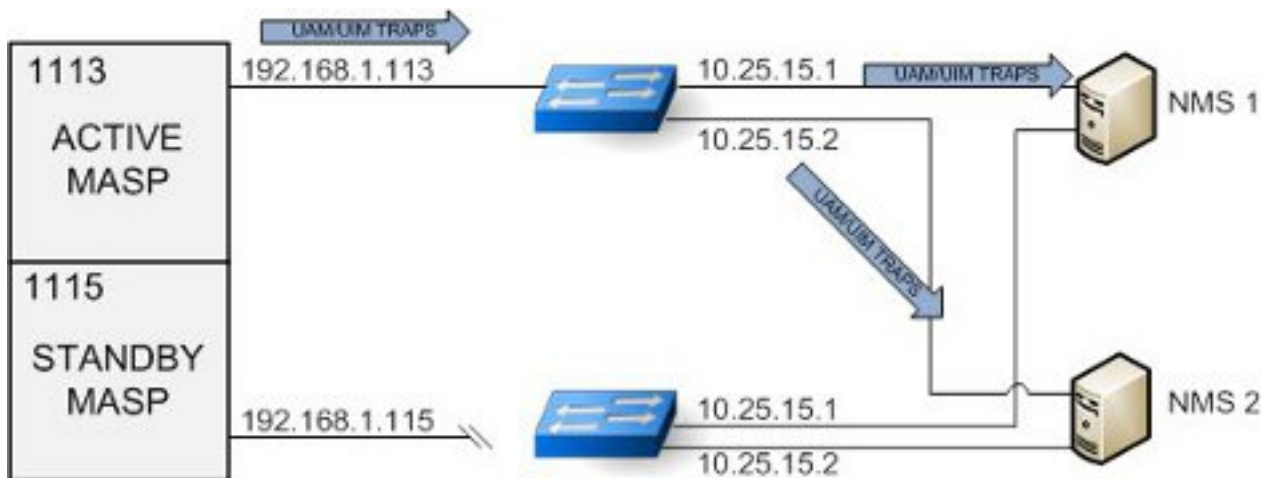 UAM/UIM TRAPS
1113
ACTIVE
MASP
192.168.1.113
10.25.15.1
UAM/UIM TRAPS
NMS 1
10.25.15.2
UAM/UIM TRAPS
1115
STANDBY
MASP
192.168.1.115
10.25.15.1
10.25.15.2
NMS 2